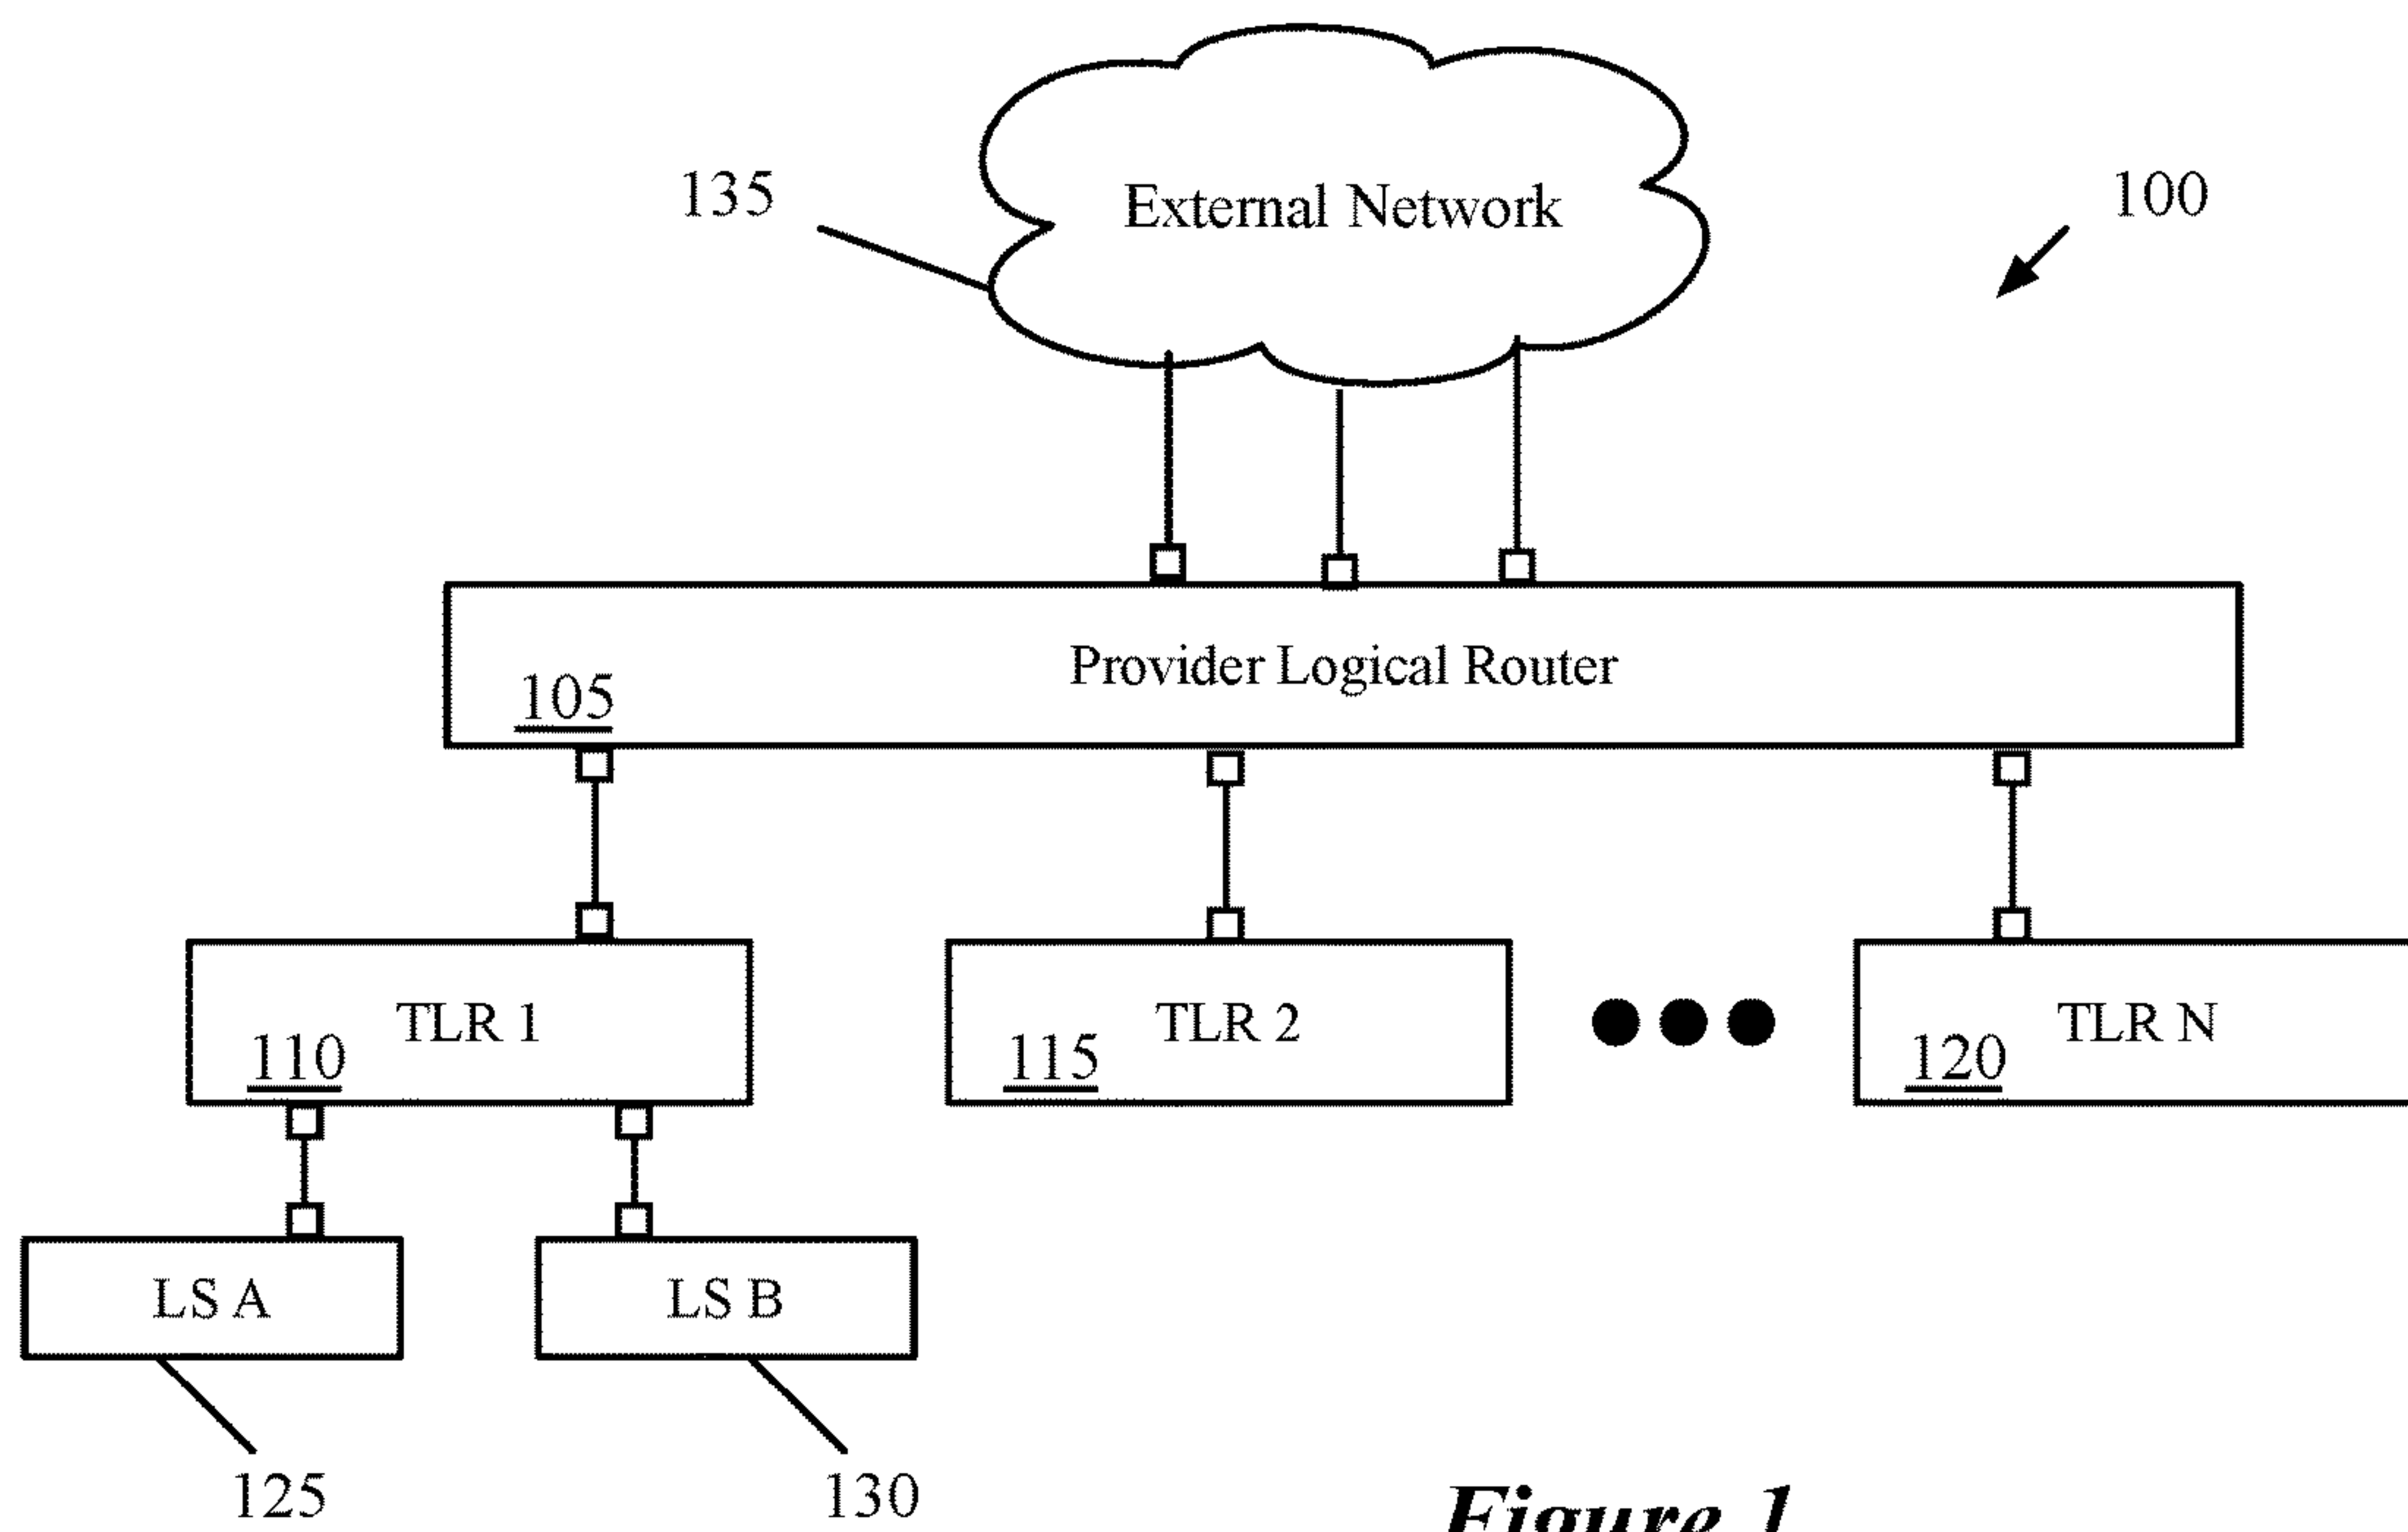 135
External Network
100
Provider Logical Router
105
TLR 1
110
TLR 2
115
TLR N
120
LS A
LS B
125
130
Figure 1